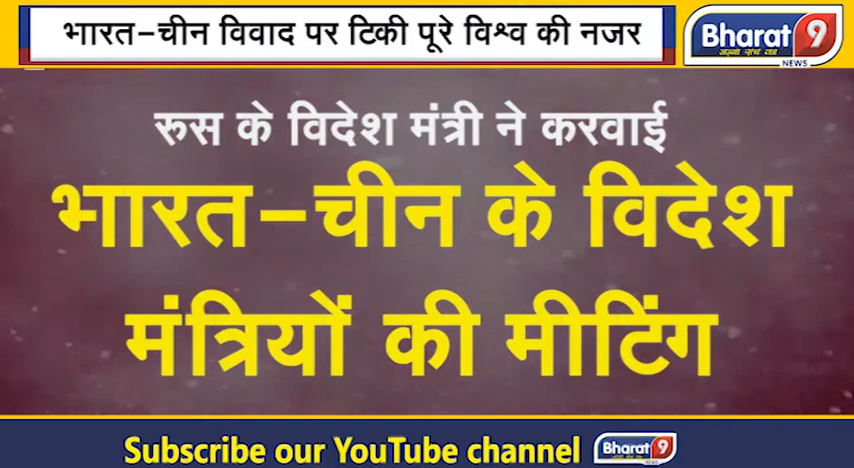 भारत-चीन विवाद पर टिकी पूरे विश्व की नजर
Bharat 9
NEWS
रूस के विदेश मंत्री ने करवाई
भारत-चीन के विदेश
मंत्रियों की मीटिंग
Subscribe our YouTube channel Bharat 9